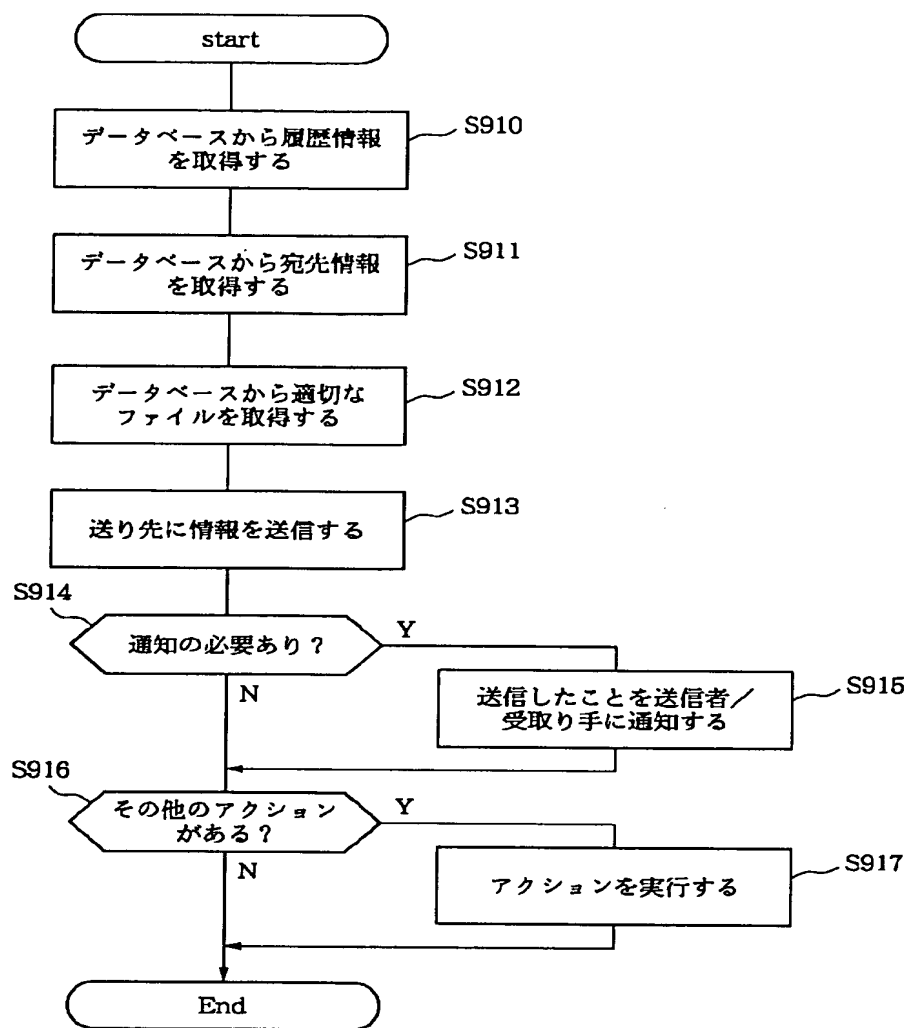 start
データベースから履歴情報
を取得する
S910
データベースから宛先情報
を取得する
S911
データベースから適切な
ファイルを取得する
S912
送り先に情報を送信する
S913
S914
通知の必要あり？
Y
N
送信したことを送信者／
受取り手に通知する
S915
S916
その他のアクション
がある？
Y
N
アクションを実行する
S917
End